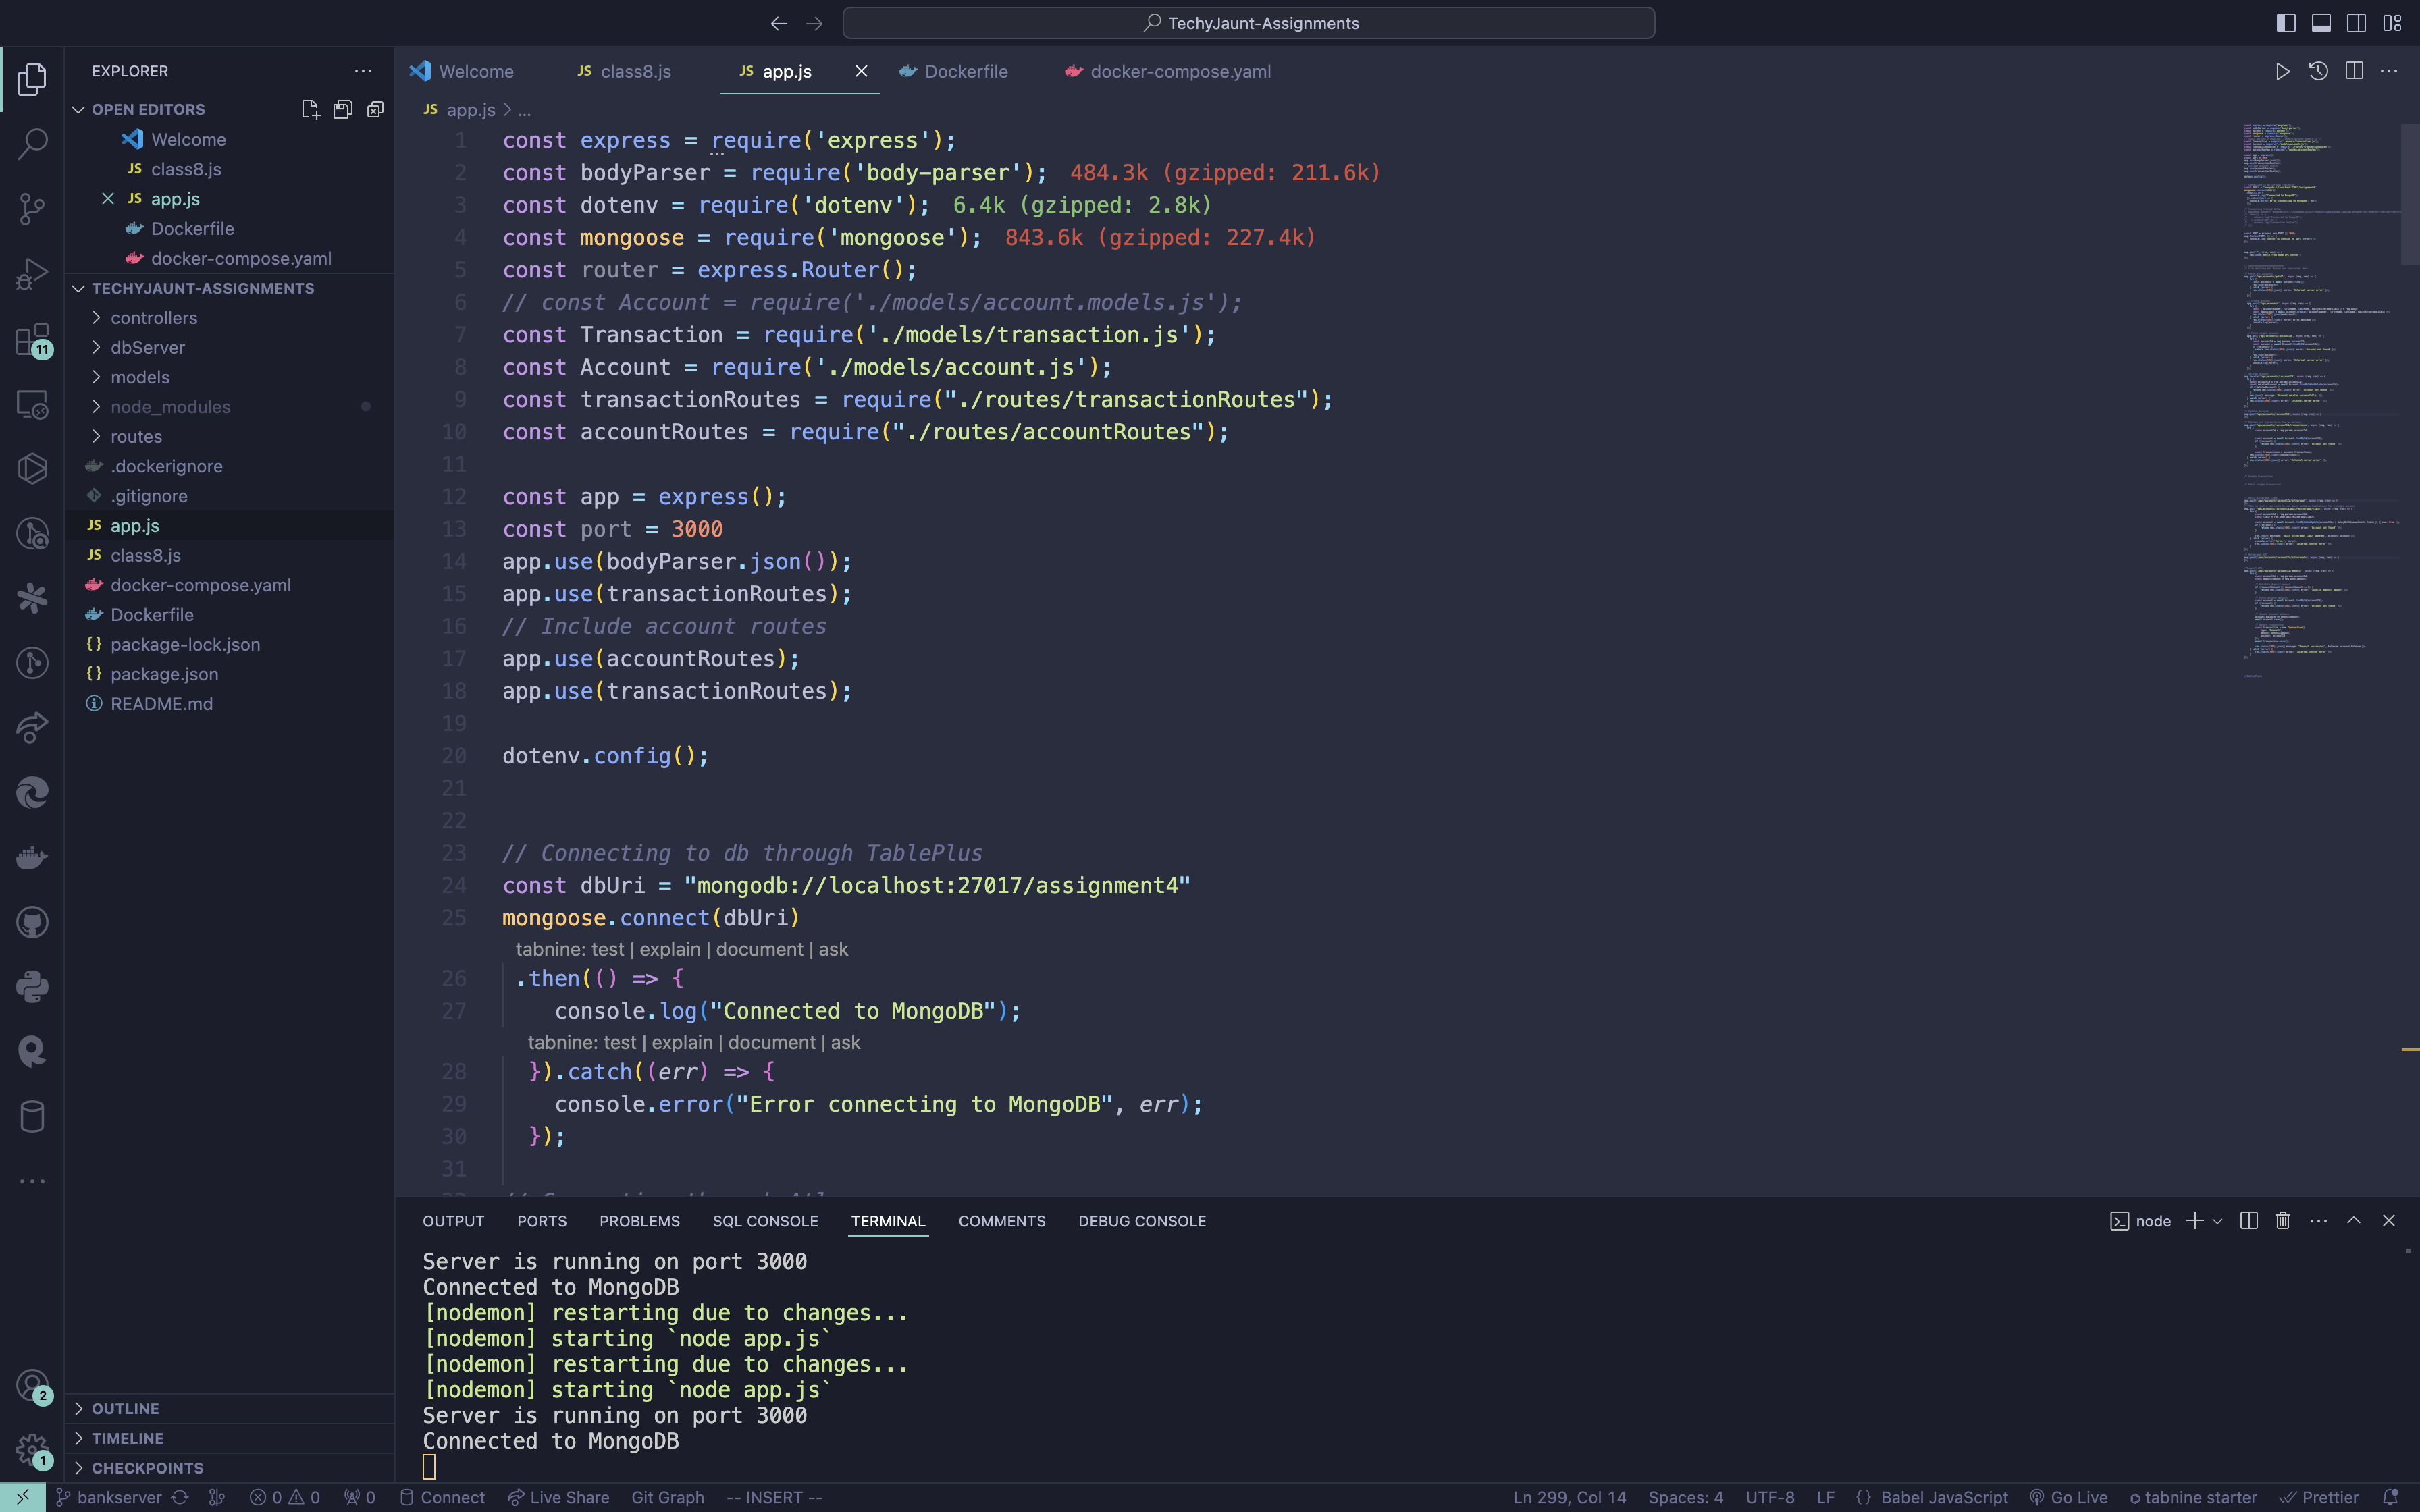 TechyJaunt-Assignments
EXPLORER
OPEN EDITORS
Welcome
JS class8.js
JS app.js
Dockerfile
docker-compose.yaml
TECHYJAUNT-ASSIGNMENTS
controllers
dbServer
models
node_modules
routes
.dockerignore
.gitignore
JS app.js
JS class8.js
docker-compose.yaml
Dockerfile
{} package-lock.json
{} package.json
README.md
OUTLINE
TIMELINE
CHECKPOINTS
11
2
1
Welcome JS class8.js JS app.js Dockerfile docker-compose.yaml
JS app.js > ...
1 const express = require('express');
2 const bodyParser = require('body-parser'); 484.3k (gzipped: 211.6k)
3 const dotenv = require('dotenv'); 6.4k (gzipped: 2.8k)
4 const mongoose = require('mongoose'); 843.6k (gzipped: 227.4k)
5 const router = express.Router();
6 // const Account = require('./models/account.models.js');
7 const Transaction = require('./models/transaction.js');
8 const Account = require('./models/account.js');
9 const transactionRoutes = require("./routes/transactionRoutes");
10 const accountRoutes = require("./routes/accountRoutes");
11
12 const app = express();
13 const port = 3000
14 app.use(bodyParser.json());
15 app.use(transactionRoutes);
16 // Include account routes
17 app.use(accountRoutes);
18 app.use(transactionRoutes);
19
20 dotenv.config();
21
22
23 // Connecting to db through TablePlus
24 const dbUri = "mongodb://localhost:27017/assignment4"
25 mongoose.connect(dbUri)
tabnine: test | explain | document | ask
26 .then(() => {
27 console.log("Connected to MongoDB");
tabnine: test | explain | document | ask
28 }).catch((err) => {
29 console.error("Error connecting to MongoDB", err);
30 });
31
OUTPUT PORTS PROBLEMS SQL CONSOLE TERMINAL COMMENTS DEBUG CONSOLE node
Server is running on port 3000
Connected to MongoDB
[nodemon] restarting due to changes...
[nodemon] starting `node app.js`
[nodemon] restarting due to changes...
[nodemon] starting `node app.js`
Server is running on port 3000
Connected to MongoDB
bankserver 0 0 0 Connect Live Share Git Graph -- INSERT -- Ln 299, Col 14 Spaces: 4 UTF-8 LF {} Babel JavaScript Go Live tabnine starter Prettier